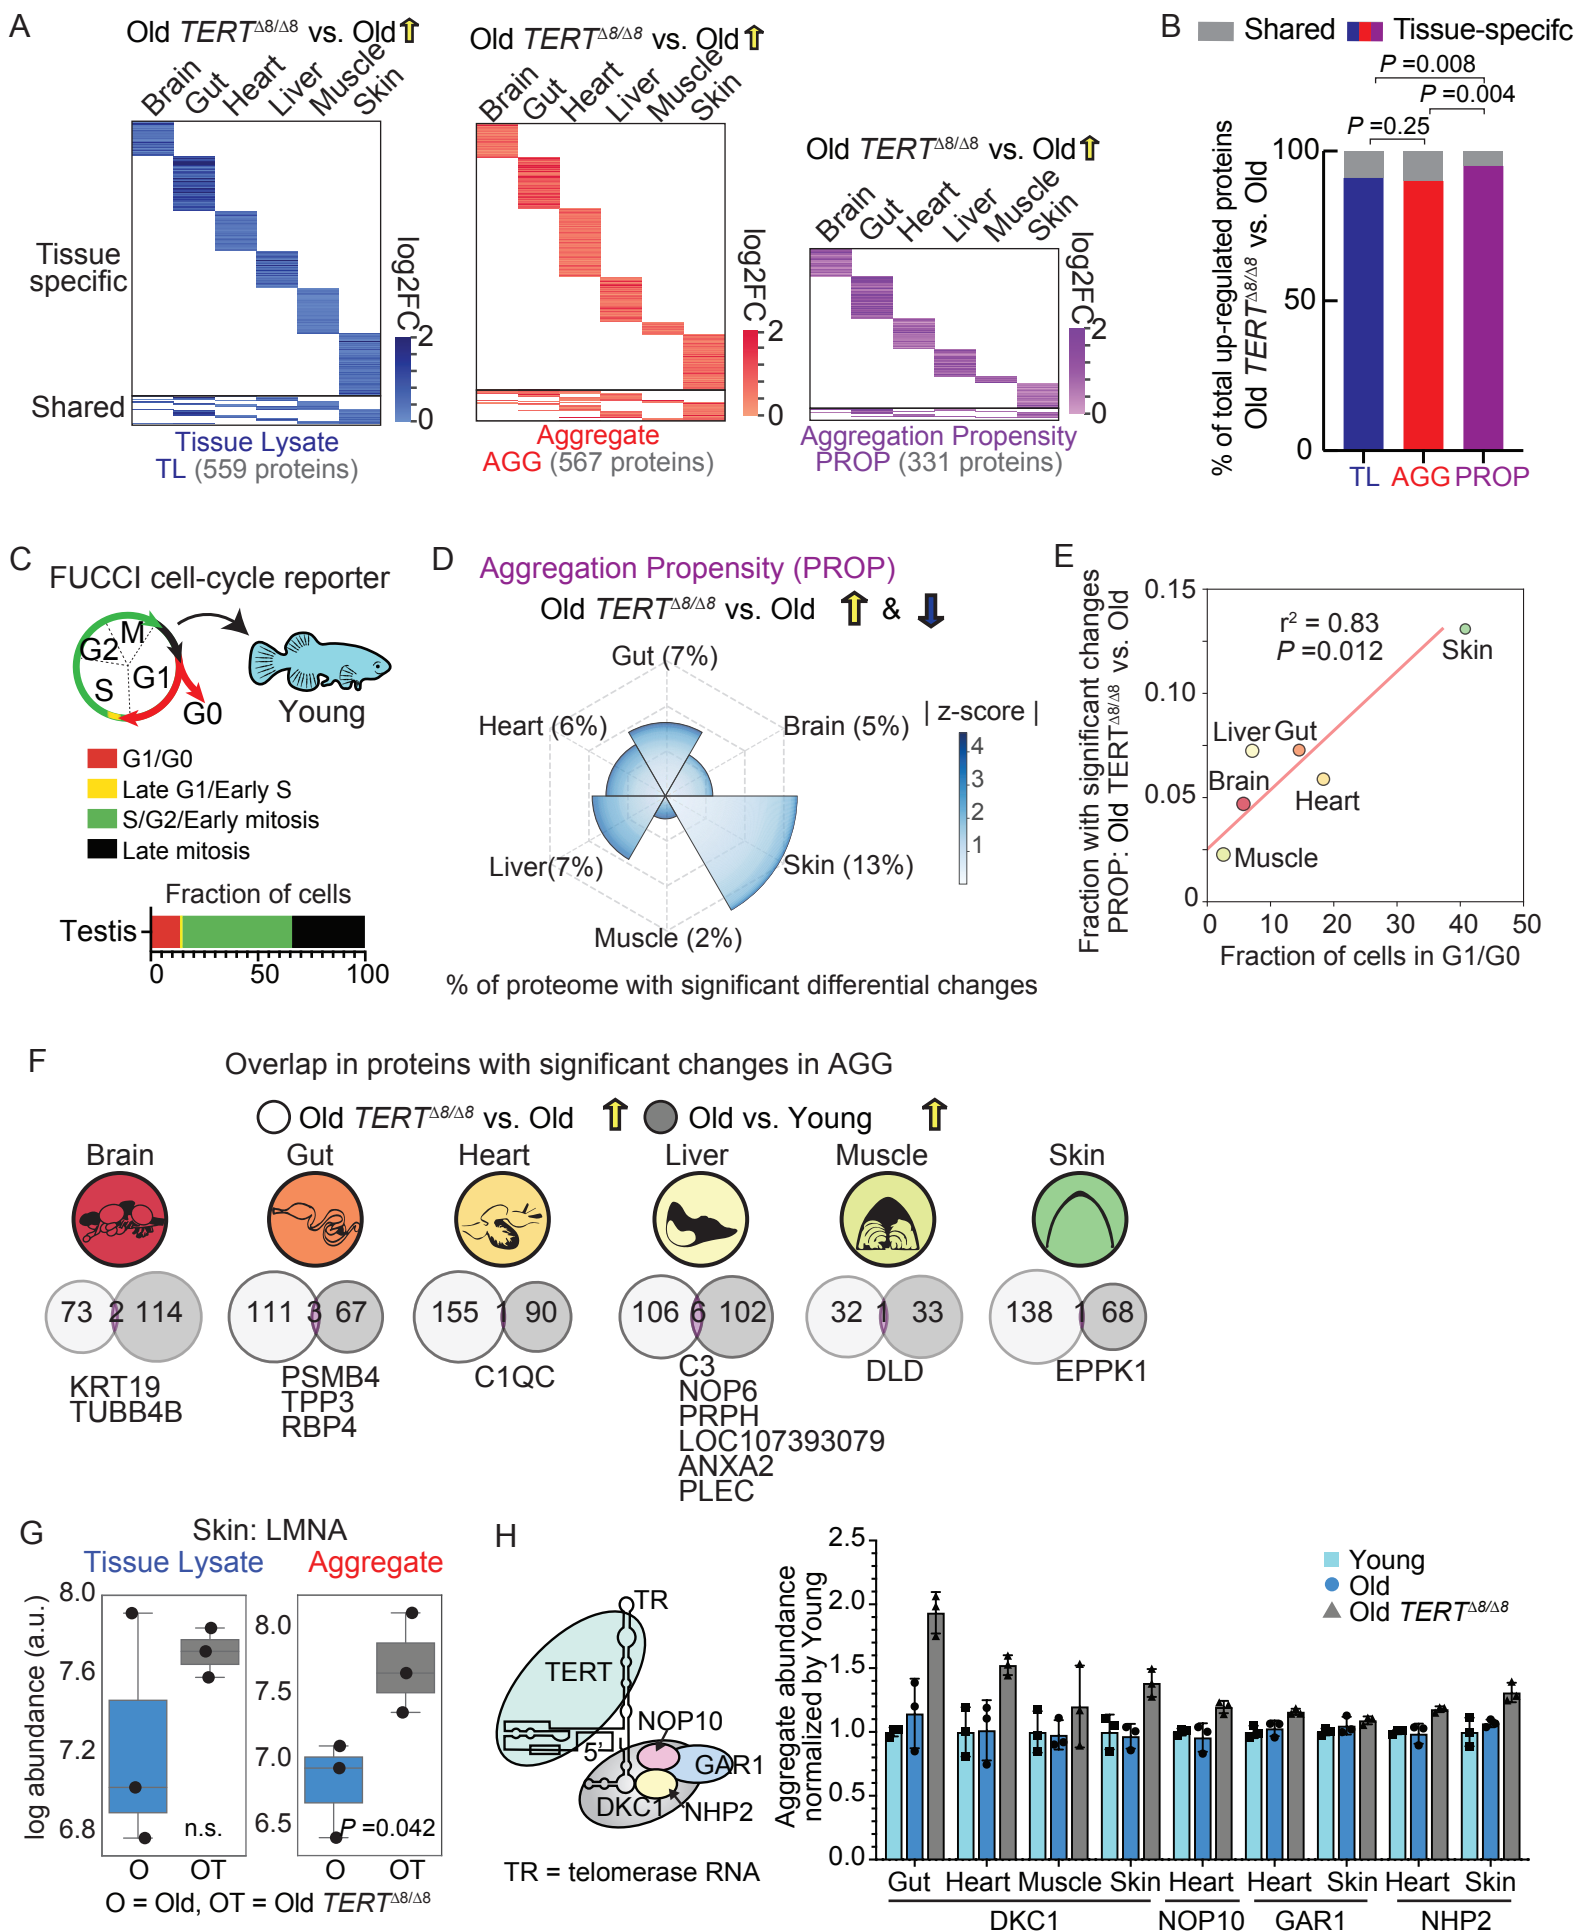 A
Old TERTΔ8/Δ8 vs. Old
Brain
Gut
Heart
Liver
Muscle
Skin
Tissue
specific
Shared
log2FC
2
0
Tissue Lysate
TL (559 proteins)
Old TERTΔ8/Δ8 vs. Old
Brain
Gut
Heart
Liver
Muscle
Skin
log2FC
2
0
Aggregate
AGG (567 proteins)
Old TERTΔ8/Δ8 vs. Old
Brain
Gut
Heart
Liver
Muscle
Skin
log2FC
2
0
Aggregation Propensity
PROP (331 proteins)
B
Shared
Tissue-specifc
P =0.008
P =0.004
P =0.25
% of total up-regulated proteins
Old TERTΔ8/Δ8 vs. Old
100
50
0
TL AGG PROP
C
FUCCI cell-cycle reporter
M
G2
G1
S
G0
Young
G1/G0
Late G1/Early S
S/G2/Early mitosis
Late mitosis
Fraction of cells
Testis
0 50 100
D
Aggregation Propensity (PROP)
Old TERTΔ8/Δ8 vs. Old &
Gut (7%)
Heart (6%)
Brain (5%)
Liver(7%)
Skin (13%)
Muscle (2%)
| z-score |
4
3
2
1
% of proteome with significant differential changes
E
Fraction with significant changes
PROP: Old TERTΔ8/Δ8 vs. Old
0.15
0.10
0.05
0
r2 = 0.83
P =0.012
Skin
Liver Gut
Brain
Heart
Muscle
0 10 20 30 40 50
Fraction of cells in G1/G0
F
Overlap in proteins with significant changes in AGG
Old TERTΔ8/Δ8 vs. Old
Old vs. Young
Brain Gut Heart Liver Muscle Skin
73 2 114
111 3 67
155 1 90
106 6 102
32 1 33
138 1 68
KRT19
TUBB4B
PSMB4
TPP3
RBP4
C1QC
C3
NOP6
PRPH
LOC107393079
ANXA2
PLEC
DLD
EPPK1
G
Skin: LMNA
Tissue Lysate
Aggregate
log abundance (a.u.)
8.0
7.6
7.2
6.8
n.s.
O OT
8.0
7.5
7.0
6.5
P =0.042
O OT
O = Old, OT = Old TERTΔ8/Δ8
H
TR
TERT
NOP10
5'
GAR1
DKC1
NHP2
TR = telomerase RNA
Aggregate abundance
normalized by Young
2.5
2.0
1.5
1.0
0.5
0.0
Young
Old
Old TERTΔ8/Δ8
Gut Heart Muscle Skin Heart Heart Skin Heart Skin
DKC1 NOP10 GAR1 NHP2